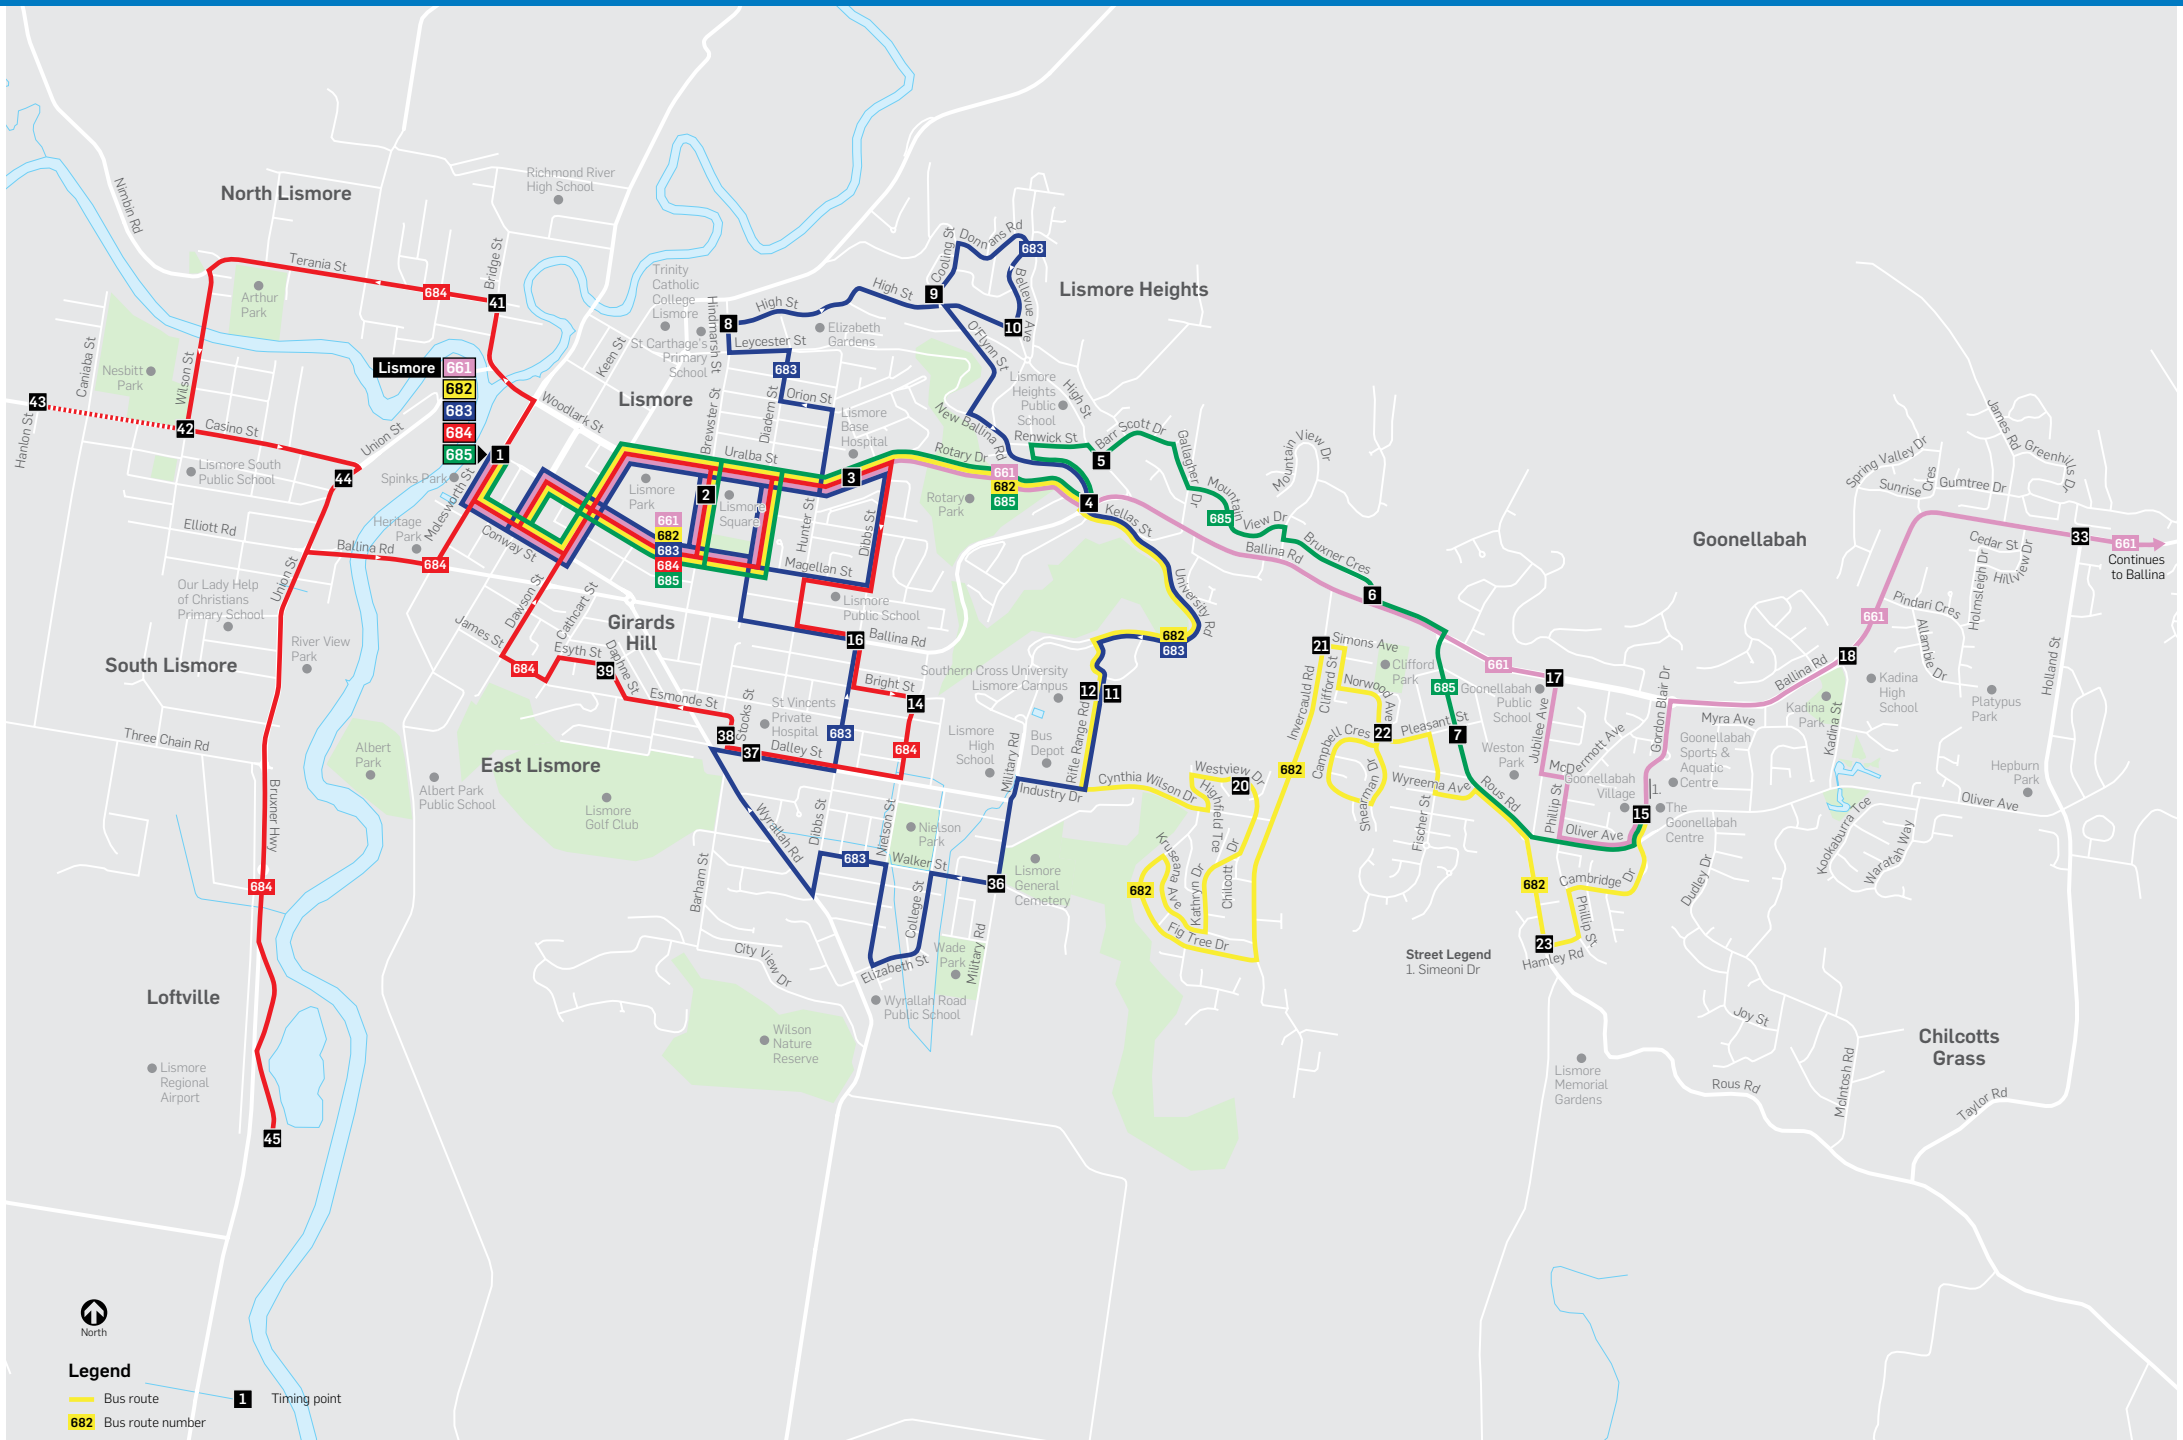 North Lismore
Richmond River
High School
Nimbin Rd
Bridge St
Terania St
684
41
Arthur
Park
Trinity
Catholic
College
Lismore
St Carthage's
Primary
School
Hindmarsh St
8
High St
High St
9
Cooling St
Donnans Rd
683
Bellevue Ave
10
Lismore Heights
Elizabeth
Gardens
Leycester St
683
Orion St
O'Flynn St
Keen St
Caniaba St
Nesbitt
Park
Wilson St
43
Hanlon St
42
Casino St
Union St
44
Lismore South
Public School
Lismore
661
682
683
684
685
1
Woodlark St
Lismore
Brewster St
Diadem St
Lismore
Base
Hospital
Uralba St
3
New Ballina Rd
Lismore
Heights
Public
School
High St
Renwick St
Barr Scott Dr
5
Gallagher Dr
Mountain
View Dr
Mountain View Dr
685
Bruxner Cres
Rotary Dr
661
682
685
Rotary
Park
4
Kellas St
Ballina Rd
University Rd
6
Spinks Park
Molesworth St
Heritage
Park
Conway St
Lismore
Park
2
Lismore
Square
661
682
683
684
685
Hunter St
Dibbs St
Magellan St
Lismore
Public School
16
Ballina Rd
Elliott Rd
Ballina Rd
684
Our Lady Help
of Christians
Primary School
Union St
River View
Park
South Lismore
Dawson St
James St
Cathcart St
Girards
Hill
Esyth St
684
39
Daphne St
Esmonde St
Stocks St
38
37
Dalley St
St Vincents
Private
Hospital
683
Bright St
14
684
Southern Cross University
Lismore Campus
12
11
682
683
Rifle Range Rd
Lismore
High
School
Military Rd
Bus
Depot
Industry Dr
Cynthia Wilson Dr
Westview Dr
20
Highfield Tce
Kruseana Ave
Kathryn Dr
Chilcott Dr
682
Fig Tree Dr
682
Invercauld Rd
21
Simons Ave
Clifford St
Clifford
Park
Norwood Ave
22
Campbell Cres
Shearman Dr
Pleasant St
Wyreema Ave
Fischer St
685
7
661
Goonellabah
Public
School
17
Jubilee Ave
Weston
Park
McDermott Ave
Goonellabah
Village
Phillip St
Rous Rd
Oliver Ave
15
1.
Gordon Blair Dr
Myra Ave
Goonellabah
Sports &
Aquatic
Centre
The
Goonellabah
Centre
Cambridge Dr
Phillip St
682
23
Hamley Rd
Street Legend
1. Simeoni Dr
Goonellabah
Ballina Rd
18
Kadina
Park
Kadina St
Kadina
High
School
661
Spring Valley Dr
Sunrise Cres
Gumtree Dr
James Rd
Greenhills Dr
Cedar St
Hillview Dr
Holmsleigh Dr
Pindari Cres
Allambie Dr
Platypus
Park
33
661
Continues
to Ballina
Holland St
Hepburn
Park
Oliver Ave
Kookaburra Tce
Waratah Way
Dudley Dr
Joy St
McIntosh Rd
Rous Rd
Chilcotts
Grass
Taylor Rd
Lismore
Memorial
Gardens
Three Chain Rd
Albert
Park
Albert Park
Public School
East Lismore
Lismore
Golf Club
Bruxner Hwy
684
Wyrallah Rd
Dibbs St
683
Nielson St
Nielson
Park
Walker St
36
Lismore
General
Cemetery
College St
Barham St
City View Dr
Elizabeth St
Wade
Park
Military Rd
Wyrallah Road
Public School
Wilson
Nature
Reserve
Loftville
Lismore
Regional
Airport
45
North
Legend
Bus route
1
Timing point
682
Bus route number